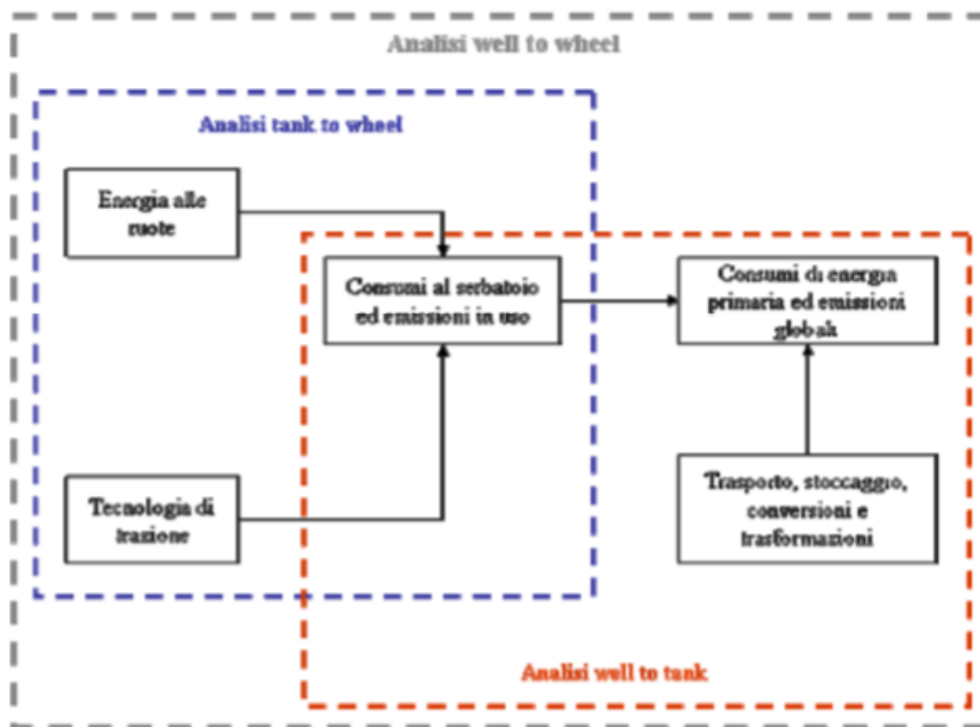 Analisi well to wheel
Analisi tank to wheel
Energia alle
ruote
Consumi al serbatoio
ed emissioni in uso
Consumi di energia
primaria ed emissioni
globali
Tecnologia di
trazione
Trasporto, stoccaggio,
conversioni e
trasformazioni
Analisi well to tank